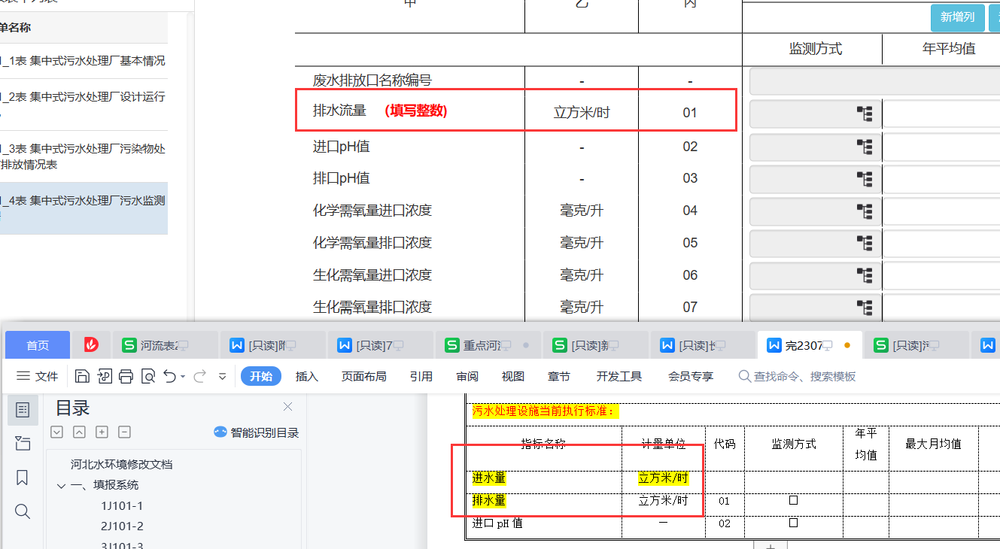 单名称
_1表 集中式污水处理厂基本情况
_2表 集中式污水处理厂设计运行
_3表 集中式污水处理厂污染物处
排放情况表
_4表 集中式污水处理厂污水监测
甲 乙 丙
新增列
监测方式 年平均值
废水排放口名称编号 - -
排水流量 (填写整数) 立方米/时 01
进口pH值 - 02
排口pH值 - 03
化学需氧量进口浓度 毫克/升 04
化学需氧量排口浓度 毫克/升 05
生化需氧量进口浓度 毫克/升 06
生化需氧量排口浓度 毫克/升 07
首页 河流表2 [只读]附 [只读]7 重点河流 [只读]新 [只读]长 完2307 [只读]河
文件 开始 插入 页面布局 引用 审阅 视图 章节 开发工具 会员专享 查找命令、搜索模板
目录
智能识别目录
河北水环境修改文档
一、填报系统
1J101-1
2J101-2
3J101-3
污水处理设施当前执行标准：
指标名称 计量单位 代码 监测方式 年平均值 最大月均值
进水量 立方米/时
排水量 立方米/时 01 □
进口 pH 值 — 02 □